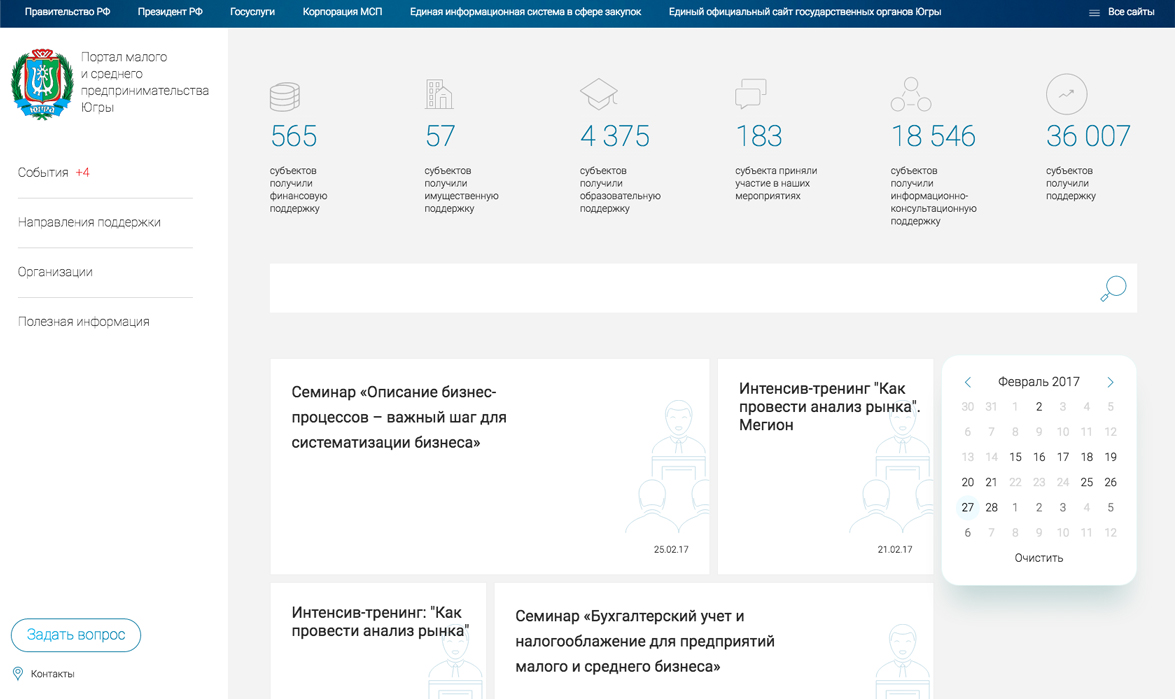 Правительство РФ
Президент РФ
Госуслуги
Корпорация МСП
Единая информационная система в сфере закупок
Единый официальный сайт государственных органов Югры
Все сайты
Портал малого
и среднего
предпринимательства
Югры
ЮГРА
События +4
Направления поддержки
Организации
Полезная информация
Задать вопрос
Контакты
565
субъектов
получили
финансовую
поддержку
57
субъектов
получили
имущественную
поддержку
4 375
субъектов
получили
образовательную
поддержку
183
субъекта приняли
участие в наших
мероприятиях
18 546
субъектов
получили
информационно-
консультационную
поддержку
36 007
субъектов
получили
поддержку
Семинар «Описание бизнес-
процессов – важный шаг для
систематизации бизнеса»
25.02.17
Интенсив-тренинг "Как
провести анализ рынка".
Мегион
21.02.17
Февраль 2017
30 31 1 2 3 4 5
6 7 8 9 10 11 12
13 14 15 16 17 18 19
20 21 22 23 24 25 26
27 28 1 2 3 4 5
6 7 8 9 10 11 12
Очистить
Интенсив-тренинг: "Как
провести анализ рынка"
Семинар «Бухгалтерский учет и
налогооблажение для предприятий
малого и среднего бизнеса»